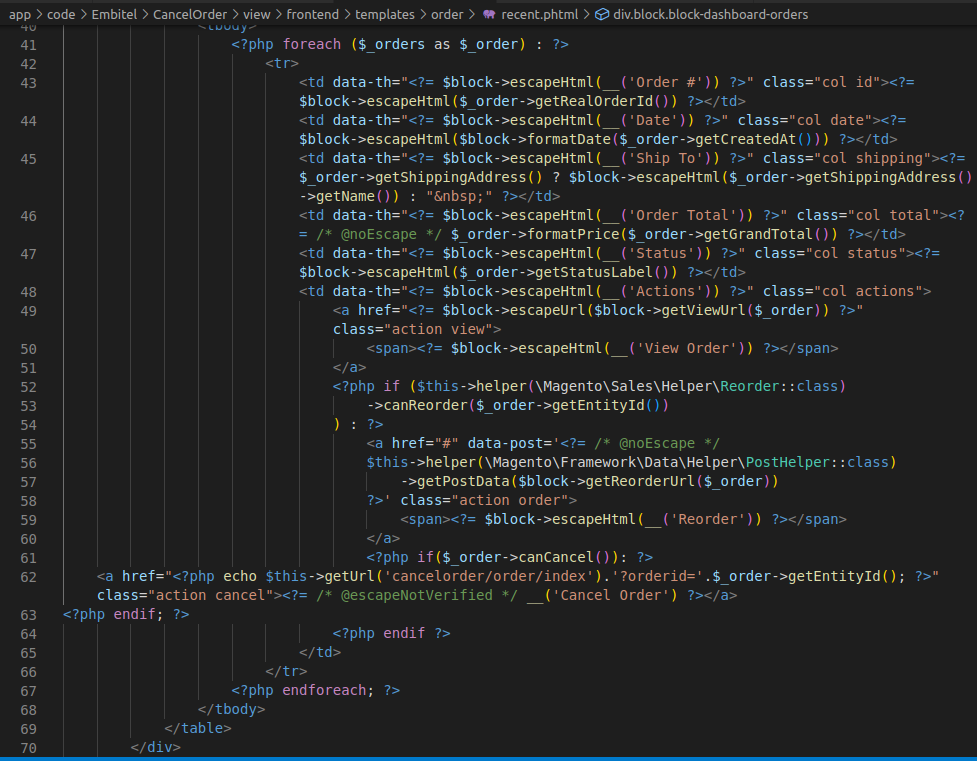 app > code > Embitel > CancelOrder > view > frontend > templates > order > recent.phtml > div.block.block-dashboard-orders
40 <tbody>
41 <?php foreach ($_orders as $_order) : ?>
42 <tr>
43 <td data-th="<?= $block->escapeHtml(__('Order #')) ?>" class="col id"><?=
$block->escapeHtml($_order->getRealOrderId()) ?></td>
44 <td data-th="<?= $block->escapeHtml(__('Date')) ?>" class="col date"><?=
$block->escapeHtml($block->formatDate($_order->getCreatedAt())) ?></td>
45 <td data-th="<?= $block->escapeHtml(__('Ship To')) ?>" class="col shipping"><?=
$_order->getShippingAddress() ? $block->escapeHtml($_order->getShippingAddress()
->getName()) : "&nbsp;" ?></td>
46 <td data-th="<?= $block->escapeHtml(__('Order Total')) ?>" class="col total"><?
= /* @noEscape */ $_order->formatPrice($_order->getGrandTotal()) ?></td>
47 <td data-th="<?= $block->escapeHtml(__('Status')) ?>" class="col status"><?=
$block->escapeHtml($_order->getStatusLabel()) ?></td>
48 <td data-th="<?= $block->escapeHtml(__('Actions')) ?>" class="col actions">
49 <a href="<?= $block->escapeUrl($block->getViewUrl($_order)) ?>"
class="action view">
50 <span><?= $block->escapeHtml(__('View Order')) ?></span>
51 </a>
52 <?php if ($this->helper(\Magento\Sales\Helper\Reorder::class)
53 ->canReorder($_order->getEntityId())
54 ) : ?>
55 <a href="#" data-post='<?= /* @noEscape */
56 $this->helper(\Magento\Framework\Data\Helper\PostHelper::class)
57 ->getPostData($block->getReorderUrl($_order))
58 ?>' class="action order">
59 <span><?= $block->escapeHtml(__('Reorder')) ?></span>
60 </a>
61 <?php if($_order->canCancel()): ?>
62 <a href="<?php echo $this->getUrl('cancelorder/order/index').'?orderid='.$_order->getEntityId(); ?>"
class="action cancel"><?= /* @escapeNotVerified */ __('Cancel Order') ?></a>
63 <?php endif; ?>
64 <?php endif ?>
65 </td>
66 </tr>
67 <?php endforeach; ?>
68 </tbody>
69 </table>
70 </div>